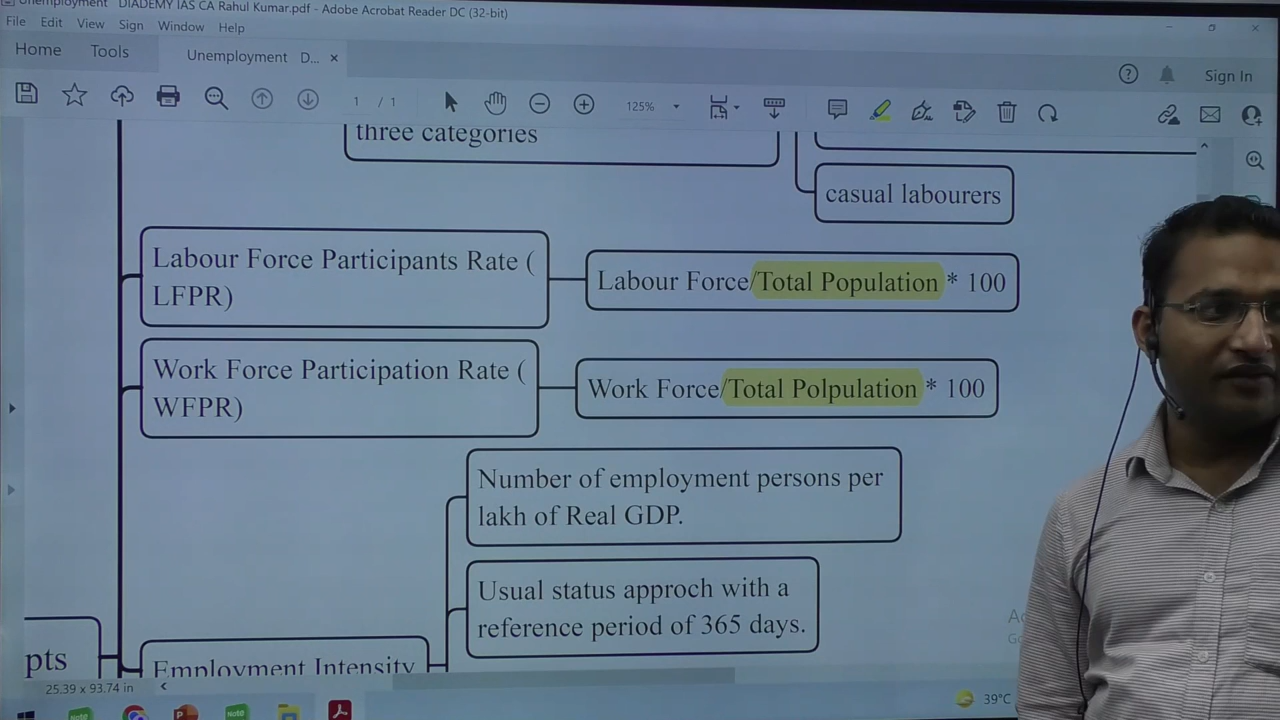 Unemployment DIADEMY IAS CA Rahul Kumar.pdf - Adobe Acrobat Reader DC (32-bit)
File Edit View Sign Window Help
Home Tools Unemployment D... ×
Sign In
1 / 1
125%
three categories
casual labourers
Labour Force Participants Rate (
LFPR)
Labour Force/Total Population * 100
Work Force Participation Rate (
WFPR)
Work Force/Total Polpulation * 100
Number of employment persons per
lakh of Real GDP.
Usual status approch with a
reference period of 365 days.
pts
Employment Intensity
25.39 x 93.74 in
39°C